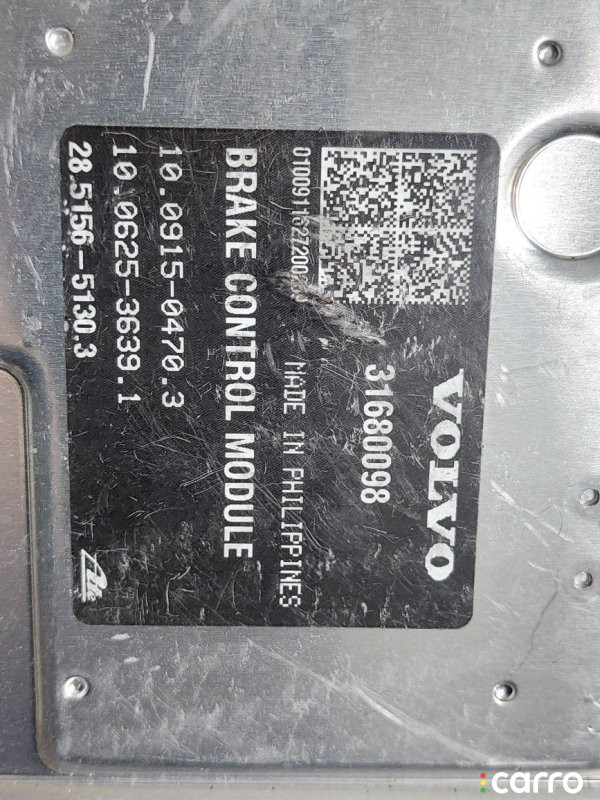 VOLVO
31680098
MADE IN PHILIPPINES
BRAKE CONTROL MODULE
10.0915-0470.3
10.0625-3639.1
28.5156-5130.3
Ate
carro